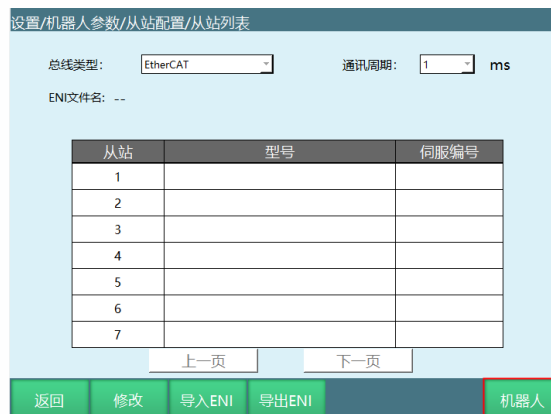 设置/机器人参数/从站配置/从站列表
总线类型： EtherCAT 通讯周期： 1 ms
ENI文件名: --
从站 型号 伺服编号
1
2
3
4
5
6
7
上一页 下一页
返回 修改 导入ENI 导出ENI 机器人